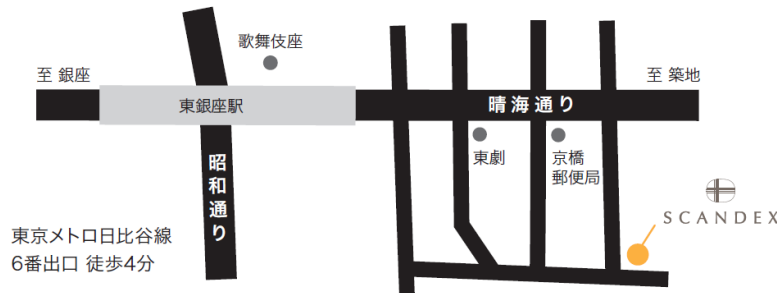 歌舞伎座
至 銀座
至 築地
東銀座駅
晴海通り
昭和通り
東劇
京橋
郵便局
SCANDEX
東京メトロ日比谷線
6番出口 徒歩4分